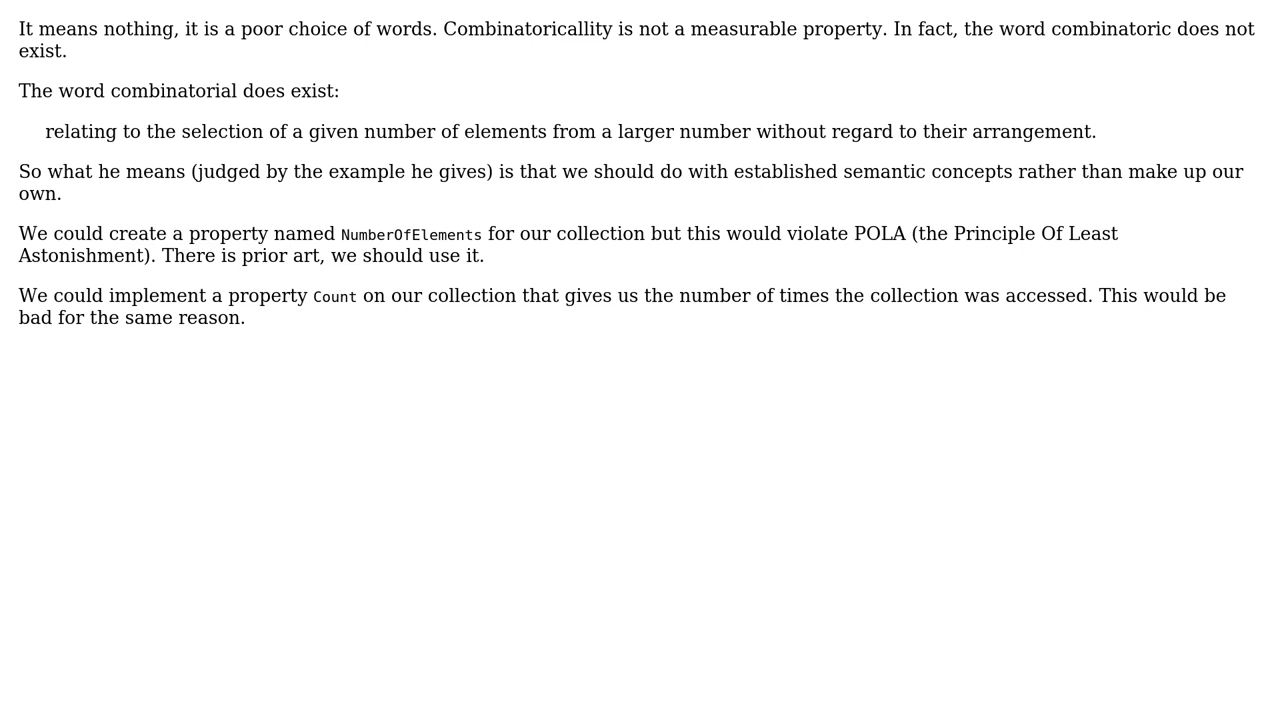 It means nothing, it is a poor choice of words. Combinatoricallity is not a measurable property. In fact, the word combinatoric does not
exist.
The word combinatorial does exist:
relating to the selection of a given number of elements from a larger number without regard to their arrangement.
So what he means (judged by the example he gives) is that we should do with established semantic concepts rather than make up our
own.
We could create a property named NumberOfElements for our collection but this would violate POLA (the Principle Of Least
Astonishment). There is prior art, we should use it.
We could implement a property Count on our collection that gives us the number of times the collection was accessed. This would be
bad for the same reason.